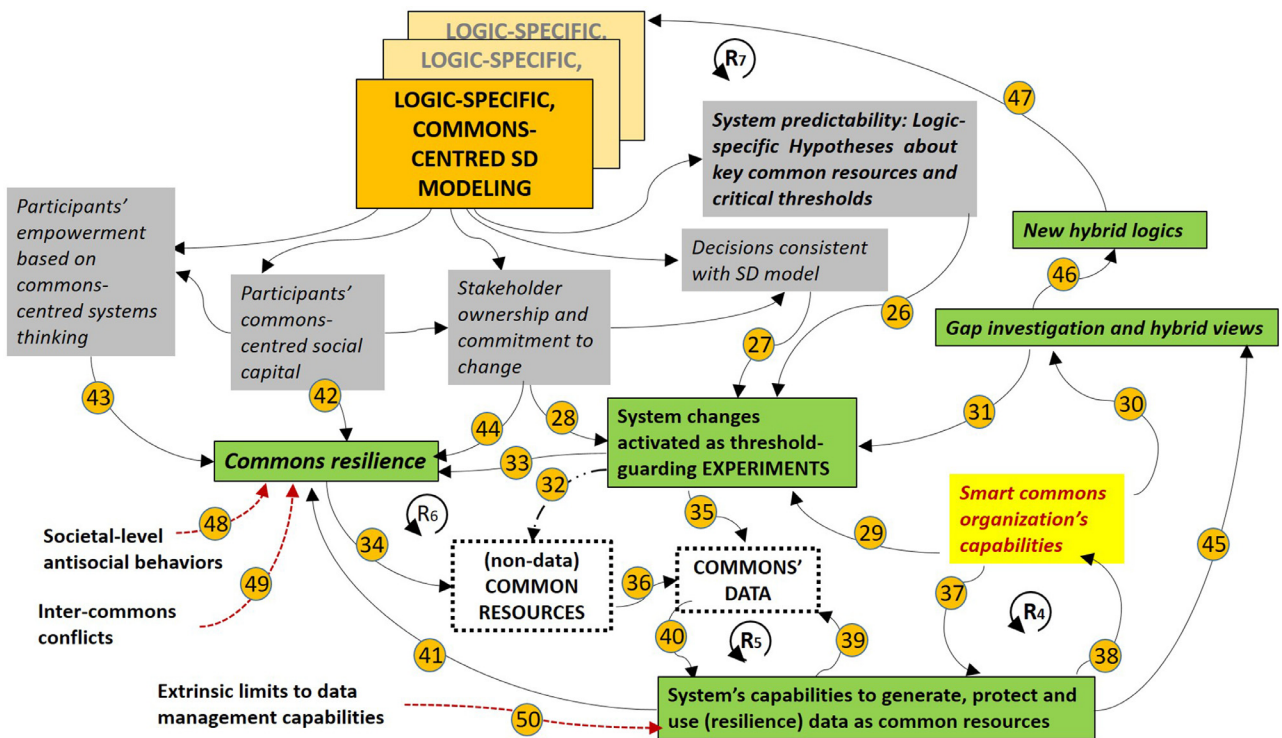 LOGIC-SPECIFIC,
LOGIC-SPECIFIC,
LOGIC-SPECIFIC,
COMMONS-
CENTRED SD
MODELING
R7
47
System predictability: Logic-
specific Hypotheses about
key common resources and
critical thresholds
Participants’
empowerment
based on
commons-
centred systems
thinking
Participants’
commons-
centred social
capital
Stakeholder
ownership and
commitment to
change
Decisions consistent
with SD model
New hybrid logics
46
26
27
Gap investigation and hybrid views
43
42
44
28
31
30
System changes
activated as threshold-
guarding EXPERIMENTS
Commons resilience
33
32
35
29
45
Smart commons
organization’s
capabilities
48
Societal-level
antisocial behaviors
49
Inter-commons
conflicts
R6
34
(non-data)
COMMON
RESOURCES
36
COMMONS’
DATA
37
R4
38
40
R5
39
41
Extrinsic limits to data
management capabilities
50
System’s capabilities to generate, protect and
use (resilience) data as common resources